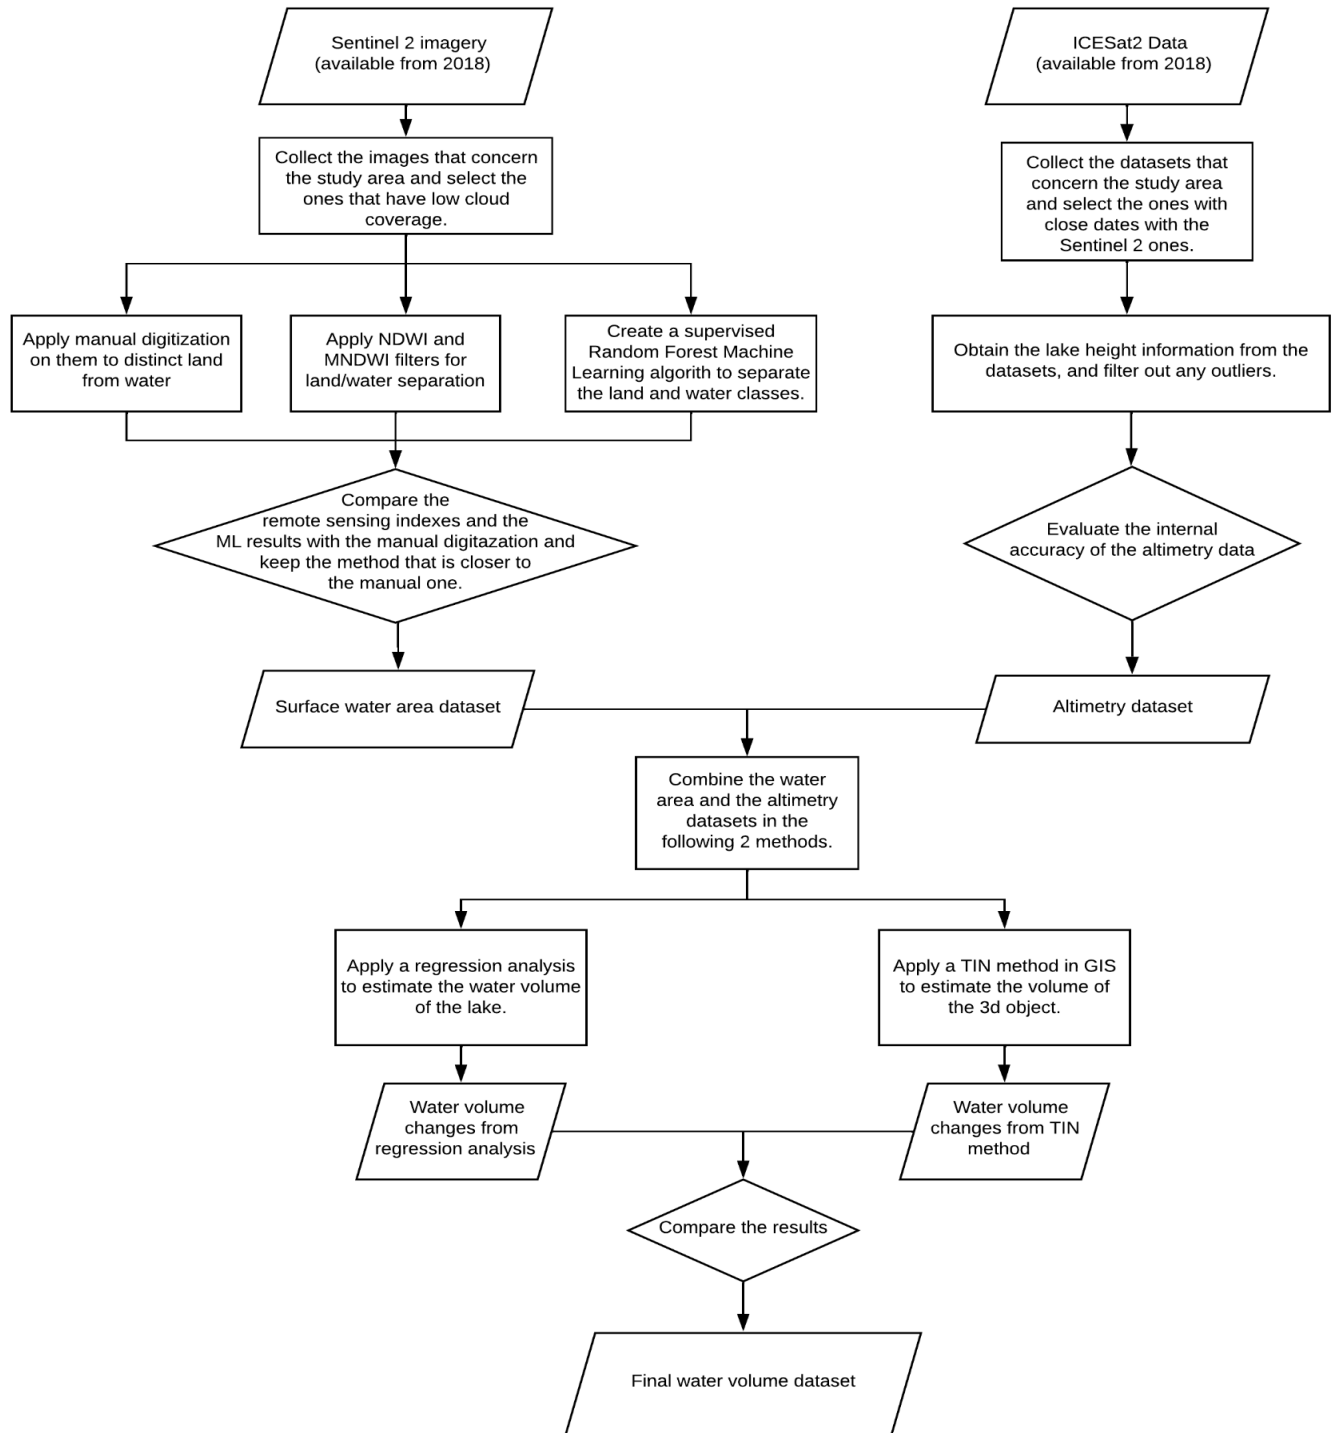 Sentinel 2 imagery
(available from 2018)
ICESat2 Data
(available from 2018)
Collect the images that concern
the study area and select the
ones that have low cloud
coverage.
Collect the datasets that
concern the study area
and select the ones with
close dates with the
Sentinel 2 ones.
Apply manual digitization
on them to distinct land
from water
Apply NDWI and
MNDWI filters for
land/water separation
Create a supervised
Random Forest Machine
Learning algorith to separate
the land and water classes.
Obtain the lake height information from the
datasets, and filter out any outliers.
Compare the
remote sensing indexes and the
ML results with the manual digitazation and
keep the method that is closer to
the manual one.
Evaluate the internal
accuracy of the altimetry data
Surface water area dataset
Altimetry dataset
Combine the water
area and the altimetry
datasets in the
following 2 methods.
Apply a regression analysis
to estimate the water volume
of the lake.
Apply a TIN method in GIS
to estimate the volume of
the 3d object.
Water volume
changes from
regression analysis
Water volume
changes from TIN
method
Compare the results
Final water volume dataset